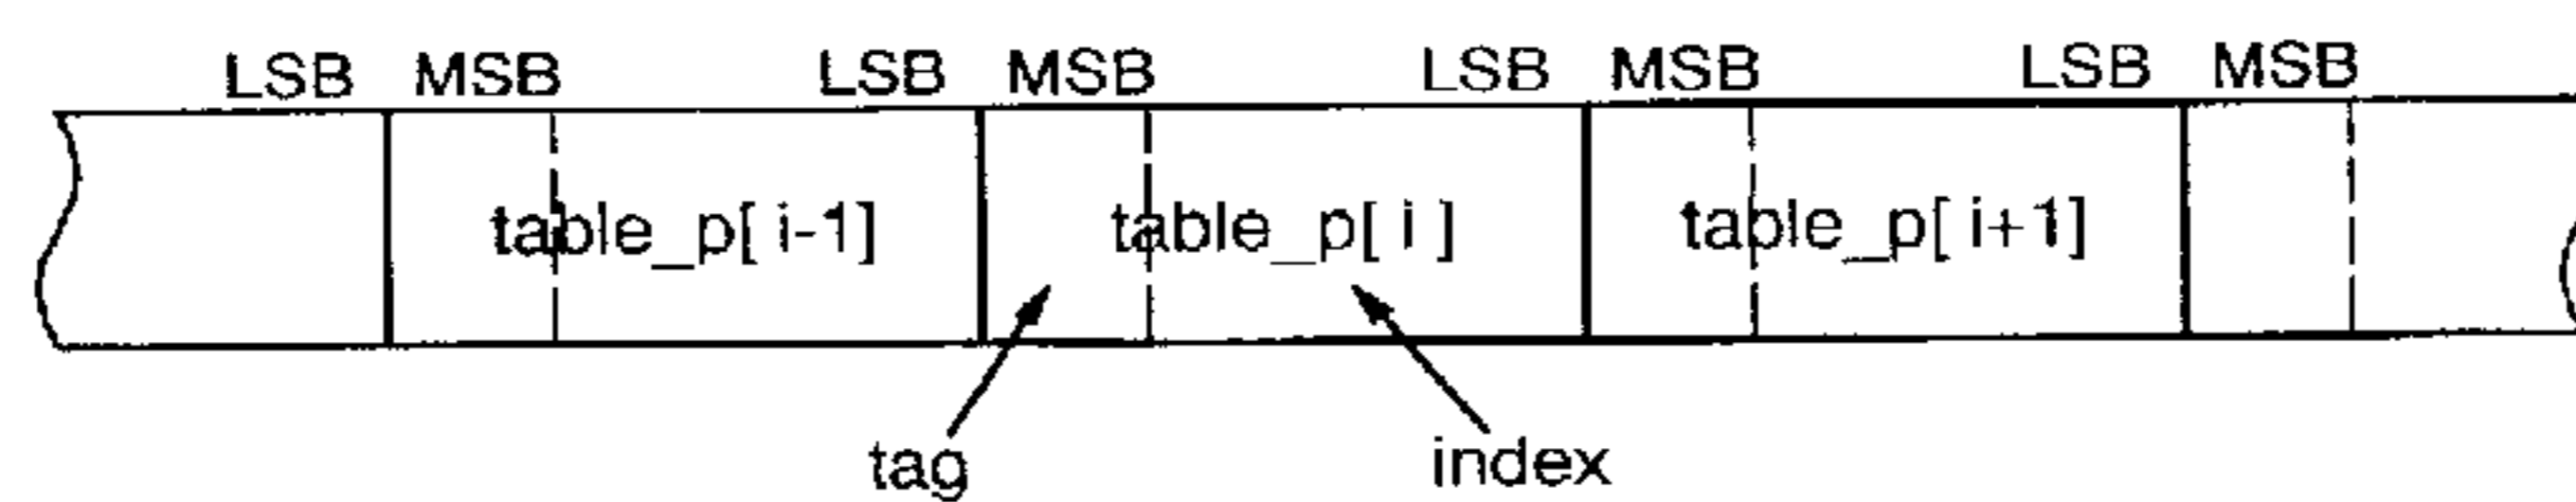 LSB MSB LSB MSB LSB MSB LSB MSB
table_p[ i-1] table_p[ i ] table_p[ i+1]
tag index